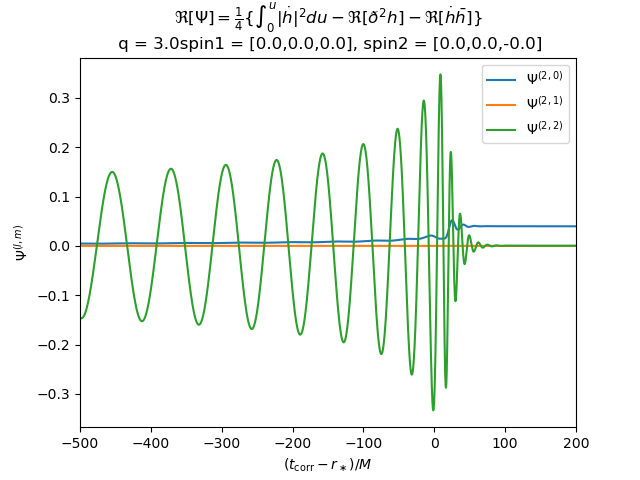 ℜ[Ψ] = 1/4{∫₀ᵘ|ḣ|²du − ℜ[ð²h] − ℜ[ḣh̄]}
q = 3.0spin1 = [0.0,0.0,0.0], spin2 = [0.0,0.0,-0.0]
Ψ^(2,0)
Ψ^(2,1)
Ψ^(2,2)
Ψ^(l,m)
0.3
0.2
0.1
0.0
−0.1
−0.2
−0.3
−500 −400 −300 −200 −100 0 100 200
(t_corr − r_*)/M